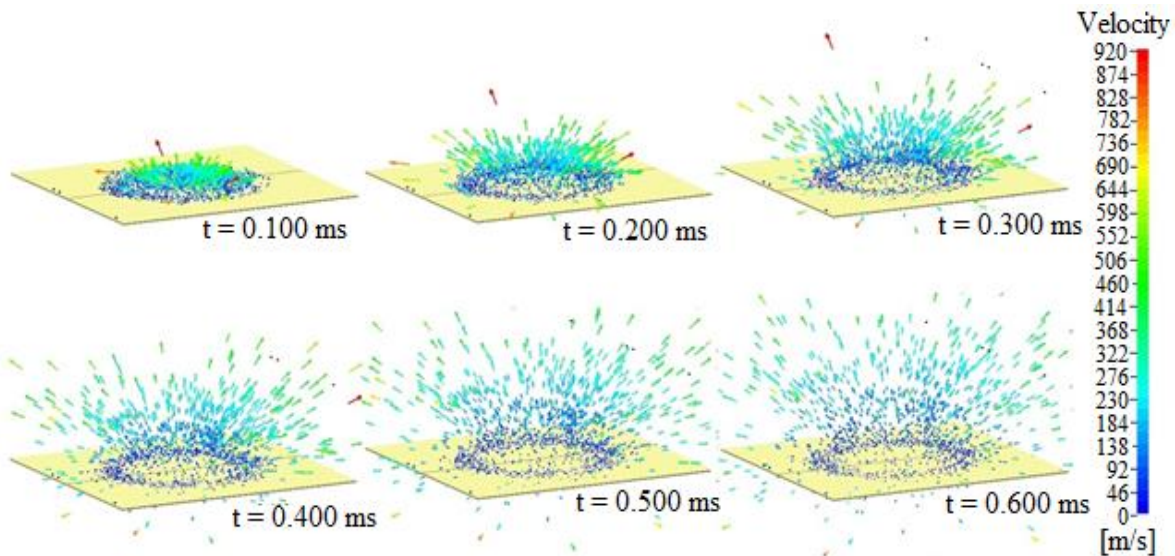 Velocity
920
874
828
782
736
690
644
598
552
506
460
414
368
322
276
230
184
138
92
46
0
[m/s]
t = 0.100 ms
t = 0.200 ms
t = 0.300 ms
t = 0.400 ms
t = 0.500 ms
t = 0.600 ms